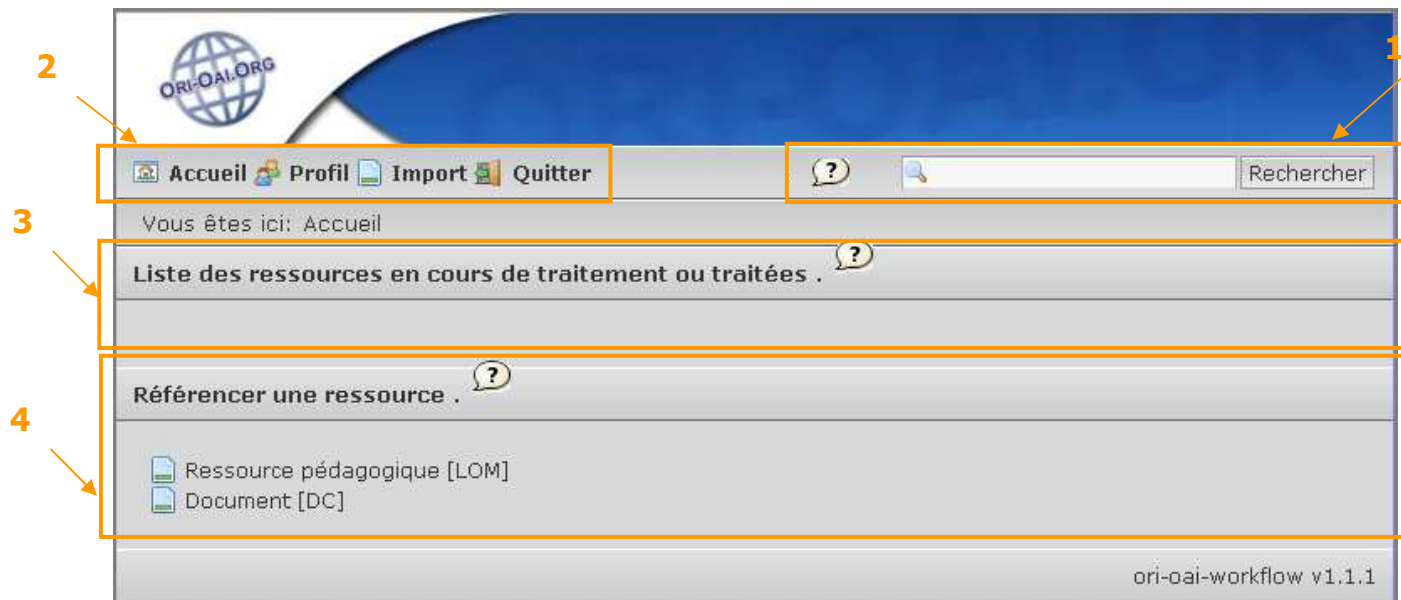 1
2
ORI-OAI.ORG
Accueil Profil Import Quitter ? Rechercher
3
Vous êtes ici: Accueil
Liste des ressources en cours de traitement ou traitées . ?
Référencer une ressource . ?
4
Ressource pédagogique [LOM]
Document [DC]
ori-oai-workflow v1.1.1